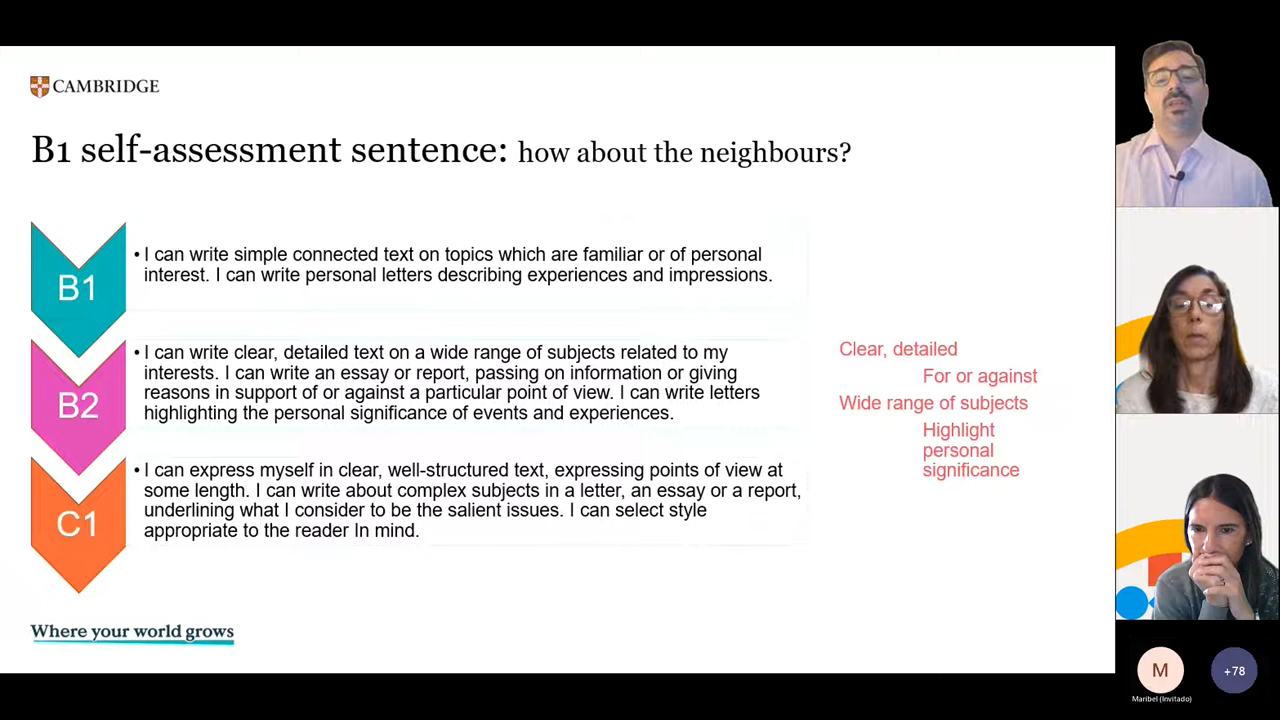 CAMBRIDGE
B1 self-assessment sentence: how about the neighbours?
B1
• I can write simple connected text on topics which are familiar or of personal
interest. I can write personal letters describing experiences and impressions.
B2
• I can write clear, detailed text on a wide range of subjects related to my
interests. I can write an essay or report, passing on information or giving
reasons in support of or against a particular point of view. I can write letters
highlighting the personal significance of events and experiences.
Clear, detailed
For or against
Wide range of subjects
Highlight
personal
significance
C1
• I can express myself in clear, well-structured text, expressing points of view at
some length. I can write about complex subjects in a letter, an essay or a report,
underlining what I consider to be the salient issues. I can select style
appropriate to the reader In mind.
Where your world grows
M
Maribel (Invitado)
+78